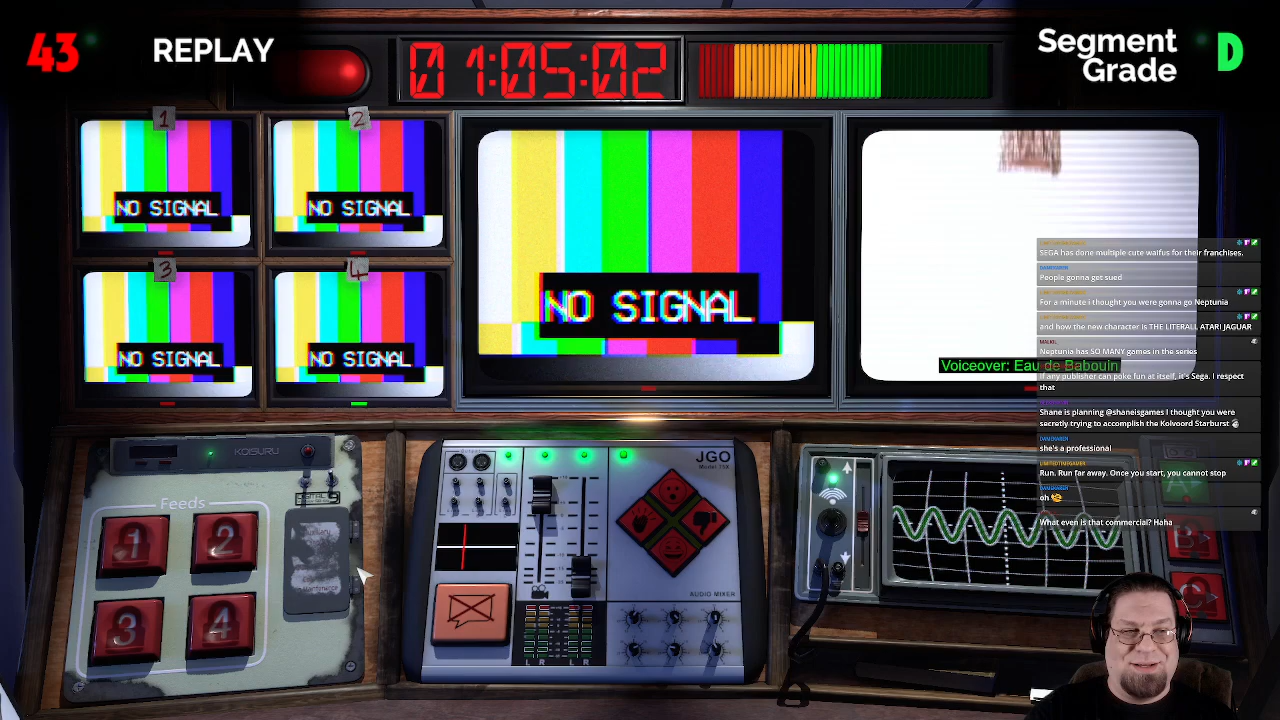 43
REPLAY
0 1:05:02
Segment
Grade
D
1
2
NO SIGNAL
NO SIGNAL
3
4
NO SIGNAL
NO SIGNAL
NO SIGNAL
Voiceover: Eau de Babouin
SEGA has done multiple cute waifus for their franchises.
People gonna get sued
For a minute i thought you were gonna go Neptunia
and how the new character is THE LITERALL ATARI JAGUAR
Neptunia has SO MANY games in the series
if any publisher can poke fun at itself, it's Sega. I respect
that
Shane is planning @shaneisgames I thought you were
secretly trying to accomplish the Kolvoord Starburst
she's a professional
LIMITEDTIMEGAMER
Run. Run far away. Once you start, you cannot stop
oh
What even is that commercial? Haha
KOISURU
Feeds
1
2
3
4
JGO
AUDIO MIXER
L R
L R